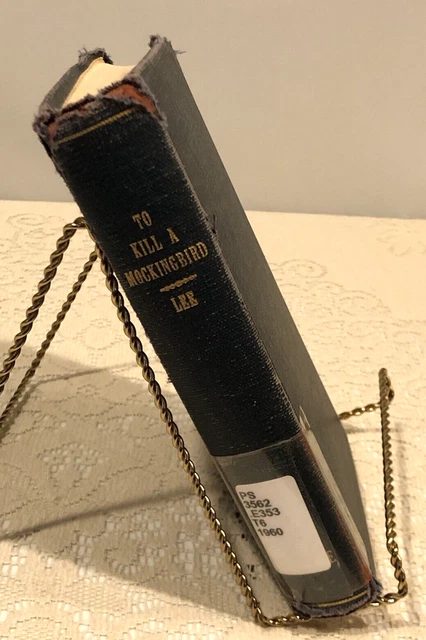 TO
KILL A
MOCKINGBIRD
LEE
PS
3562
E353
T6
1960